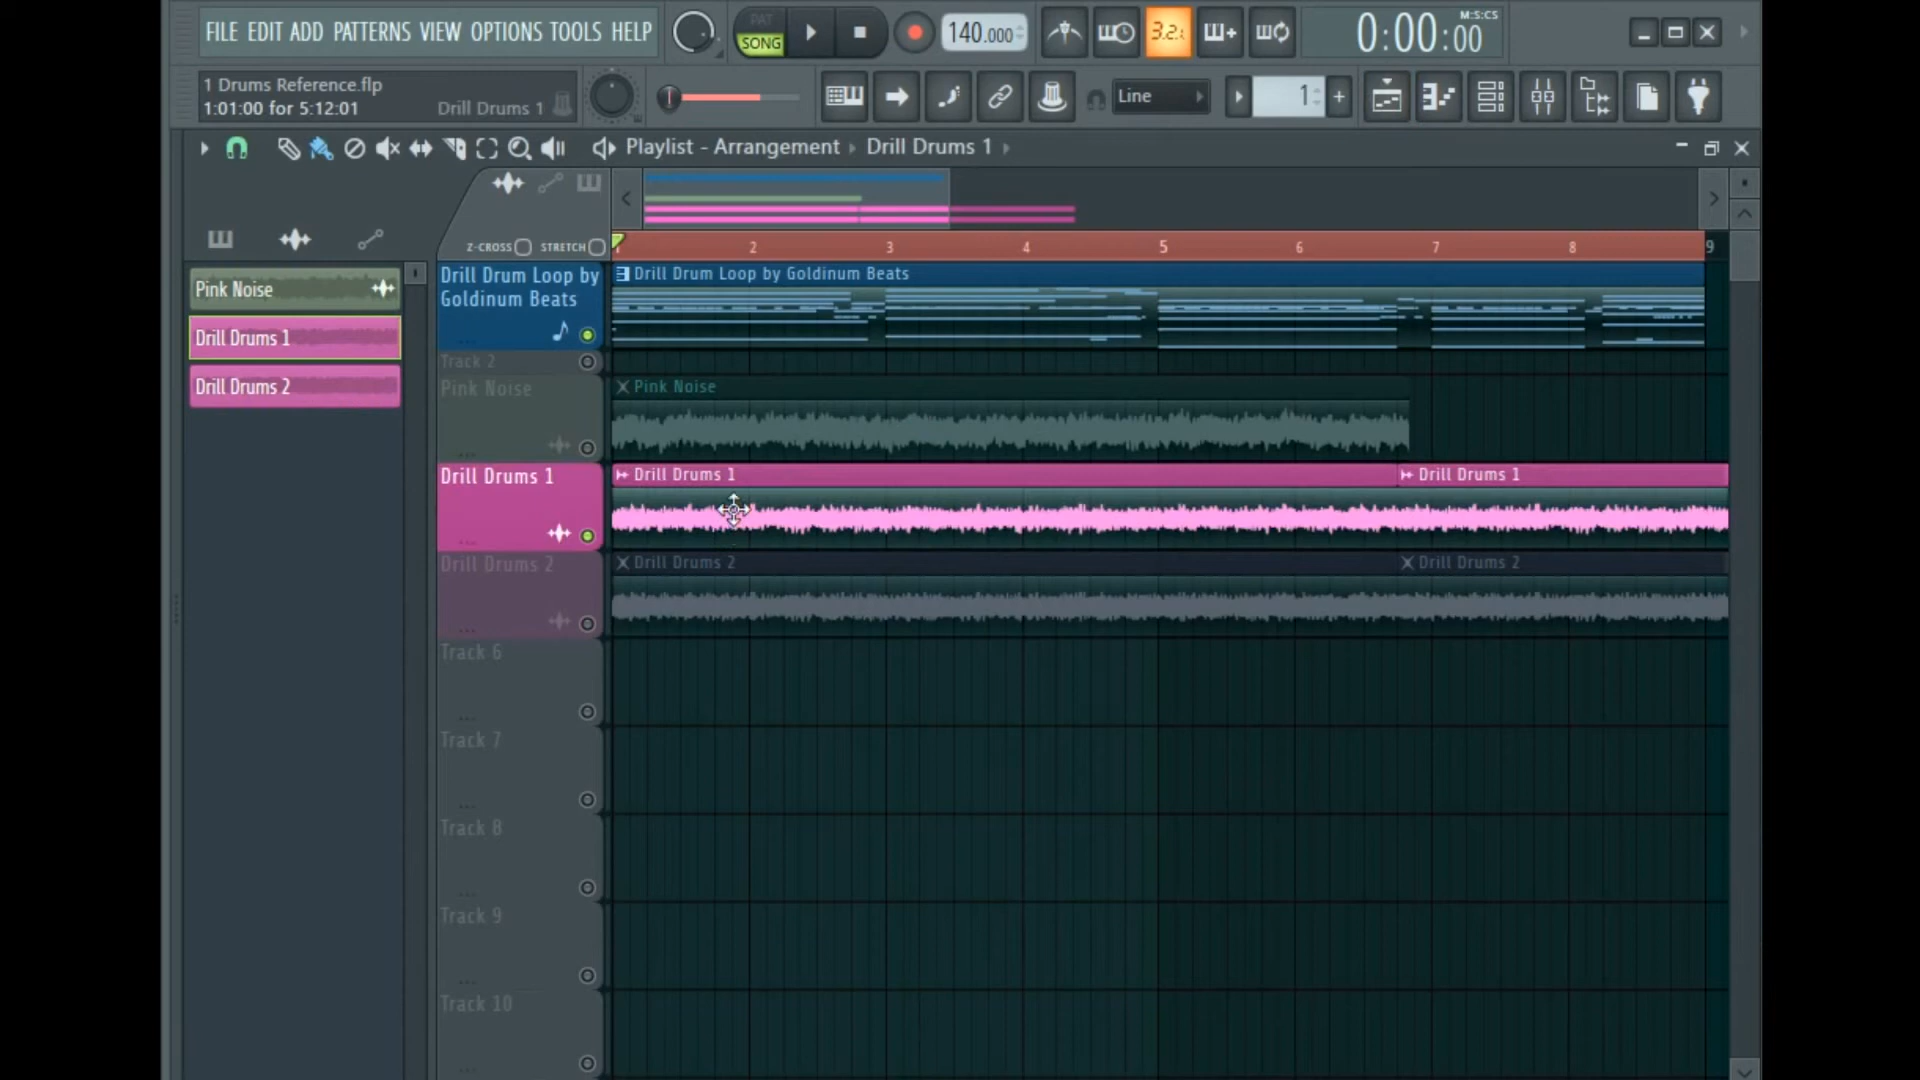 FILE EDIT ADD PATTERNS VIEW OPTIONS TOOLS HELP
PAT
SONG
140.000
3.2.
0:00:00
M:S:CS
1 Drums Reference.flp
1:01:00 for 5:12:01
Drill Drums 1
Line
1
Playlist - Arrangement
Drill Drums 1
Z-CROSS
STRETCH
2 3 4 5 6 7 8 9
Pink Noise
Drill Drums 1
Drill Drums 2
Drill Drum Loop by
Goldinum Beats
Drill Drum Loop by Goldinum Beats
Track 2
Pink Noise
Pink Noise
Drill Drums 1
Drill Drums 1
Drill Drums 1
Drill Drums 2
Drill Drums 2
Drill Drums 2
Track 6
Track 7
Track 8
Track 9
Track 10